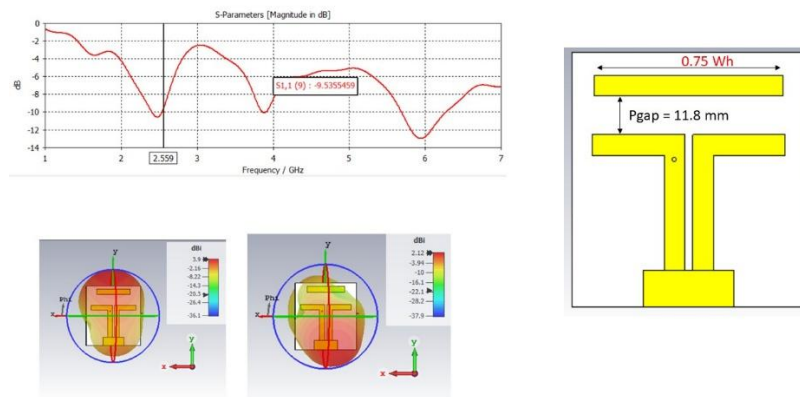 S-Parameters [Magnitude in dB]
0
-2
-4
-6
-8
-10
-12
-14
dB
S1,1 (9) : -9.5355459
1 2 2.559 3 4 5 6 7
Frequency / GHz
0.75 Wh
Pgap = 11.8 mm
y
Phi
x
dBi
3.9
-2.16
-8.22
-14.3
-20.3
-26.4
-36.1
y
x
y
Phi
x
dBi
2.12
-3.94
-10
-16.1
-22.1
-28.2
-37.9
y
x